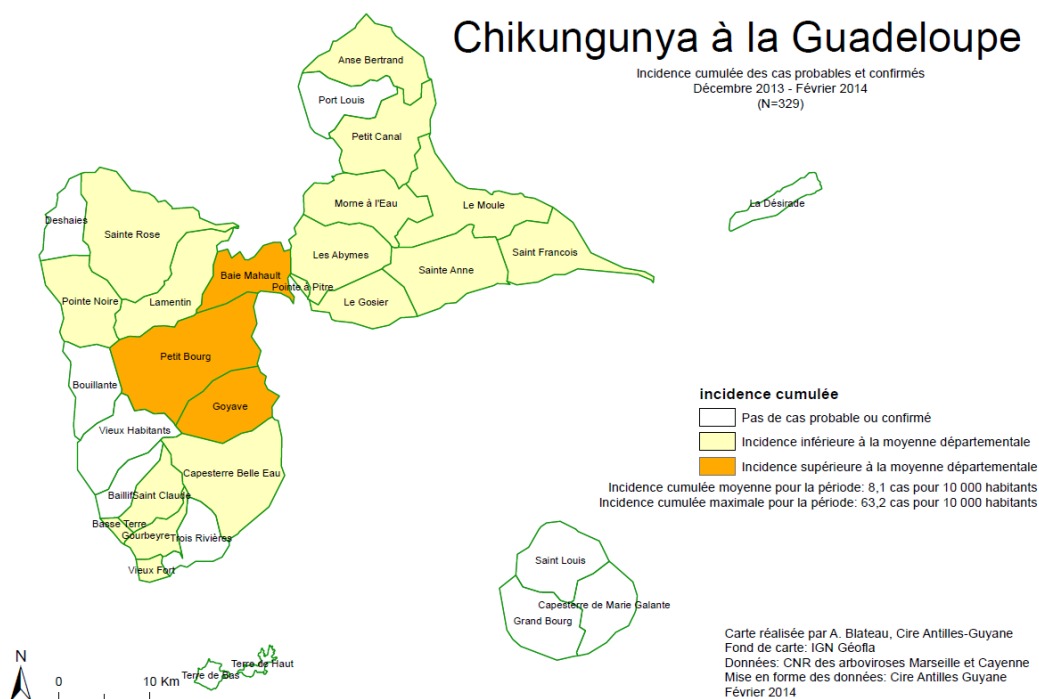 Chikungunya à la Guadeloupe
Incidence cumulée des cas probables et confirmés
Décembre 2013 - Février 2014
(N=329)
Anse Bertrand
Port Louis
Petit Canal
Morne à l'Eau
Le Moule
La Désirade
Deshaies
Sainte Rose
Les Abymes
Saint Francois
Sainte Anne
Baie Mahault
Pointe à Pitre
Pointe Noire
Lamentin
Le Gosier
Petit Bourg
Bouillante
Goyave
Vieux Habitants
Capesterre Belle Eau
Baillif
Saint Claude
Basse Terre
Gourbeyre
Trois Rivières
Vieux Fort
incidence cumulée
Pas de cas probable ou confirmé
Incidence inférieure à la moyenne départementale
Incidence supérieure à la moyenne départementale
Incidence cumulée moyenne pour la période: 8,1 cas pour 10 000 habitants
Incidence cumulée maximale pour la période: 63,2 cas pour 10 000 habitants
Saint Louis
Capesterre de Marie Galante
Grand Bourg
Terre de Haut
Terre de Bas
N
0 10 Km
Carte réalisée par A. Blateau, Cire Antilles-Guyane
Fond de carte: IGN Géofla
Données: CNR des arboviroses Marseille et Cayenne
Mise en forme des données: Cire Antilles Guyane
Février 2014